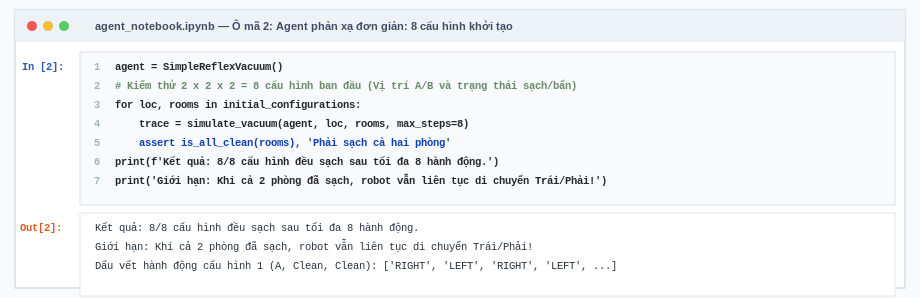 agent_notebook.ipynb — Ô mã 2: Agent phản xạ đơn giản: 8 cấu hình khởi tạo
In [2]:
1 agent = SimpleReflexVacuum()
2 # Kiểm thử 2 x 2 x 2 = 8 cấu hình ban đầu (Vị trí A/B và trạng thái sạch/bẩn)
3 for loc, rooms in initial_configurations:
4 trace = simulate_vacuum(agent, loc, rooms, max_steps=8)
5 assert is_all_clean(rooms), 'Phải sạch cả hai phòng'
6 print(f'Kết quả: 8/8 cấu hình đều sạch sau tối đa 8 hành động.')
7 print('Giới hạn: Khi cả 2 phòng đã sạch, robot vẫn liên tục di chuyển Trái/Phải!')
Out[2]:
Kết quả: 8/8 cấu hình đều sạch sau tối đa 8 hành động.
Giới hạn: Khi cả 2 phòng đã sạch, robot vẫn liên tục di chuyển Trái/Phải!
Dấu vết hành động cấu hình 1 (A, Clean, Clean): ['RIGHT', 'LEFT', 'RIGHT', 'LEFT', ...]